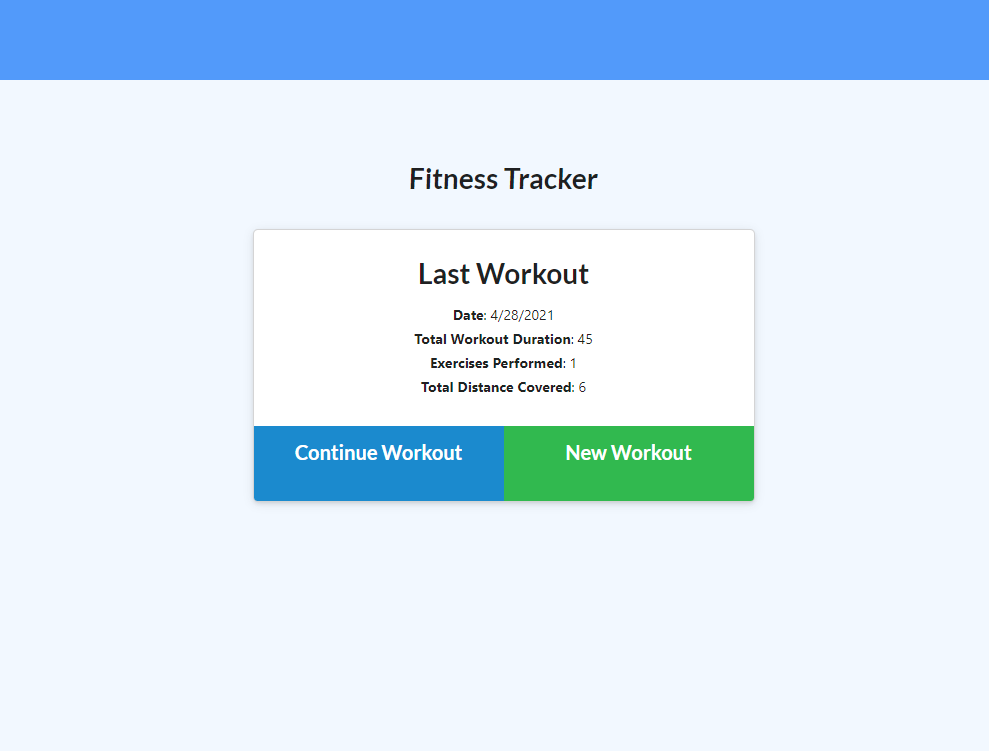 Fitness Tracker
Last Workout
Date: 4/28/2021
Total Workout Duration: 45
Exercises Performed: 1
Total Distance Covered: 6
Continue Workout
New Workout